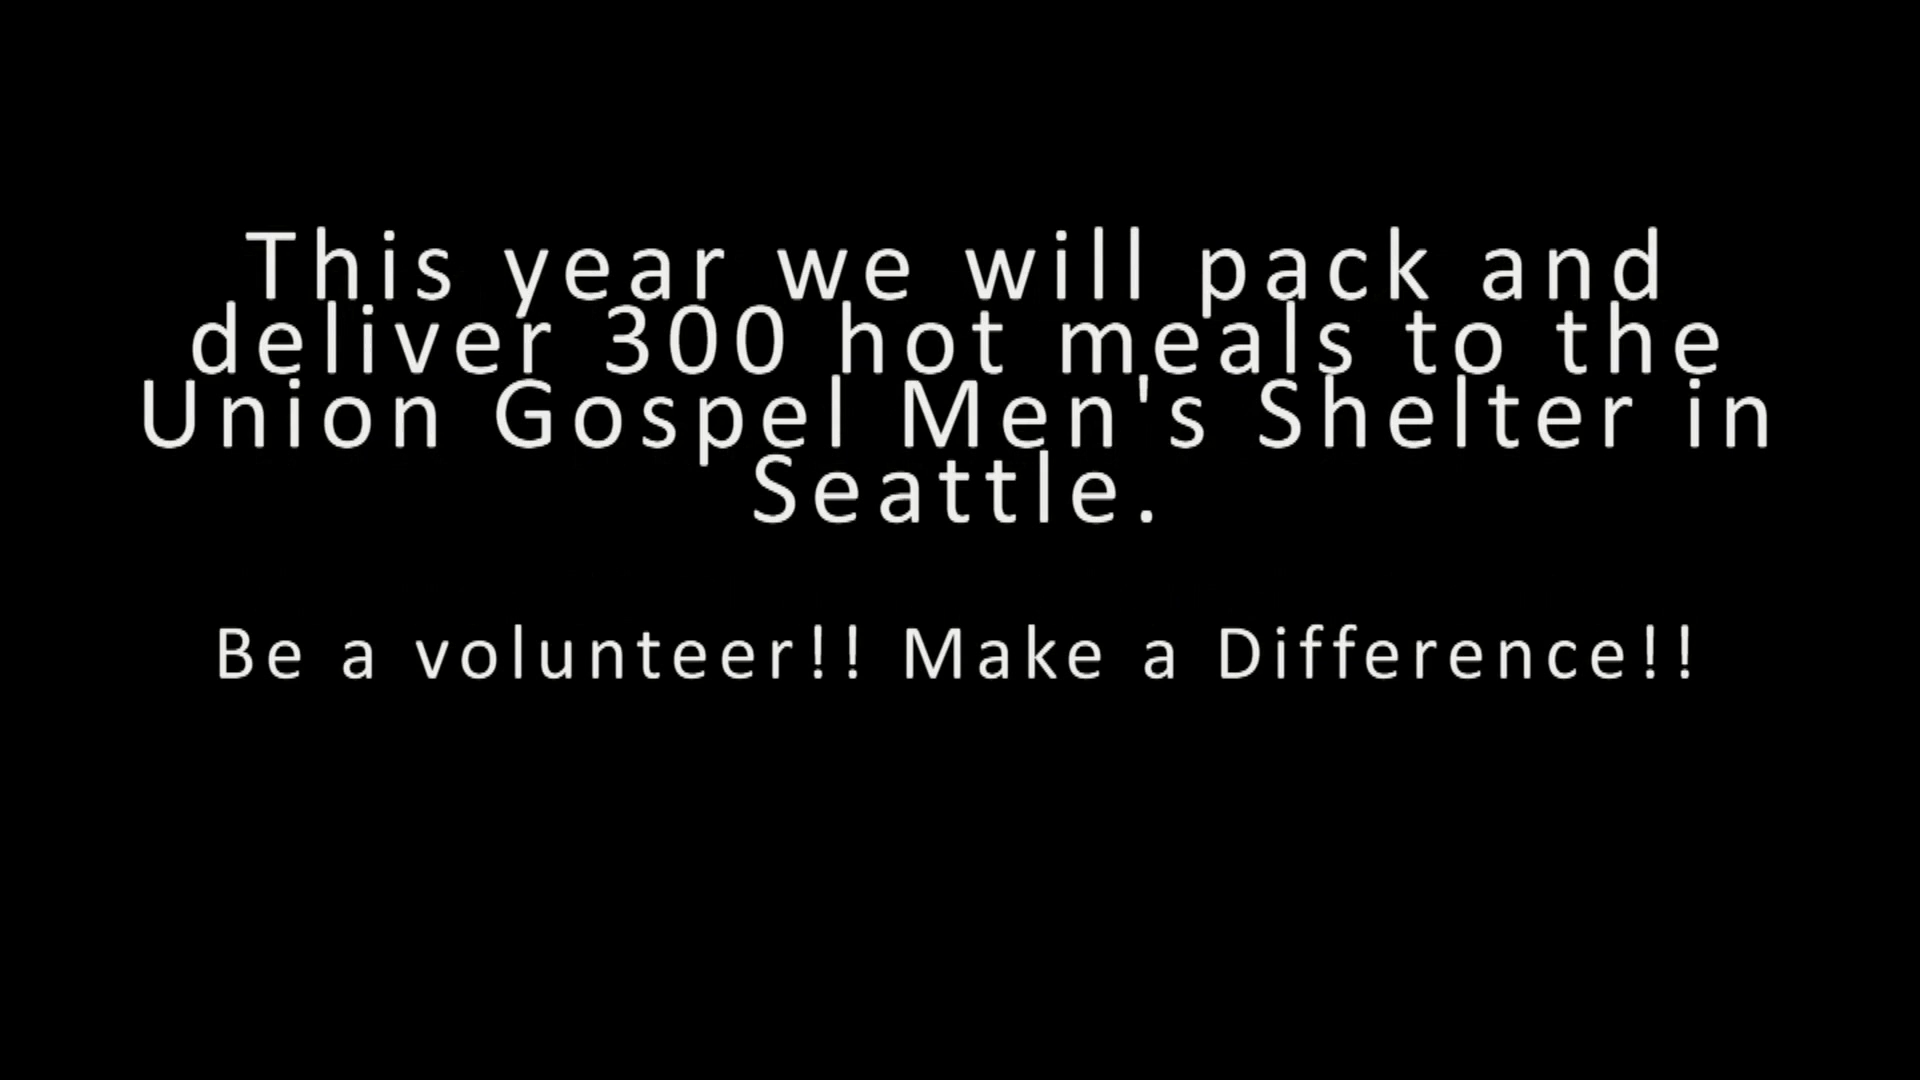 This year we will pack and
deliver 300 hot meals to the
Union Gospel Men's Shelter in
Seattle.
Be a volunteer!! Make a Difference!!